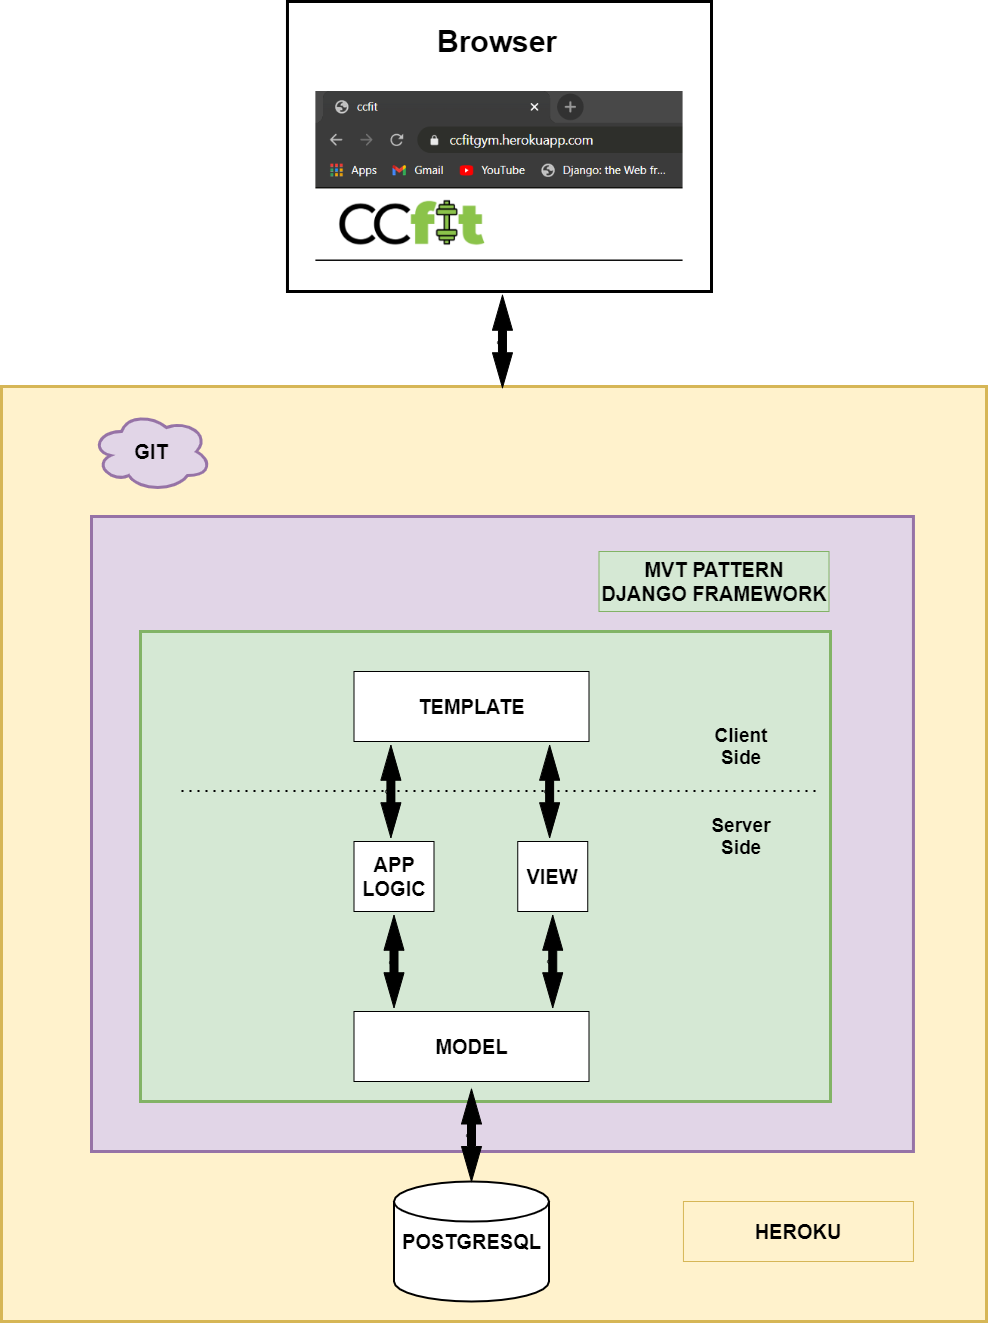 Browser
ccfit
ccfitgym.herokuapp.com
Apps Gmail YouTube Django: the Web fr...
CCfit
GIT
MVT PATTERN
DJANGO FRAMEWORK
TEMPLATE
Client
Side
Server
Side
APP
LOGIC
VIEW
MODEL
POSTGRESQL
HEROKU